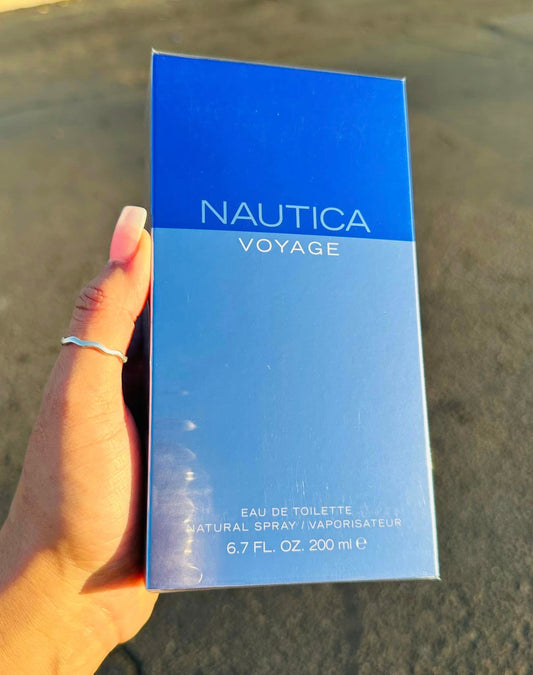 NAUTICA
VOYAGE
EAU DE TOILETTE
NATURAL SPRAY / VAPORISATEUR
6.7 FL. OZ. 200 ml ℮